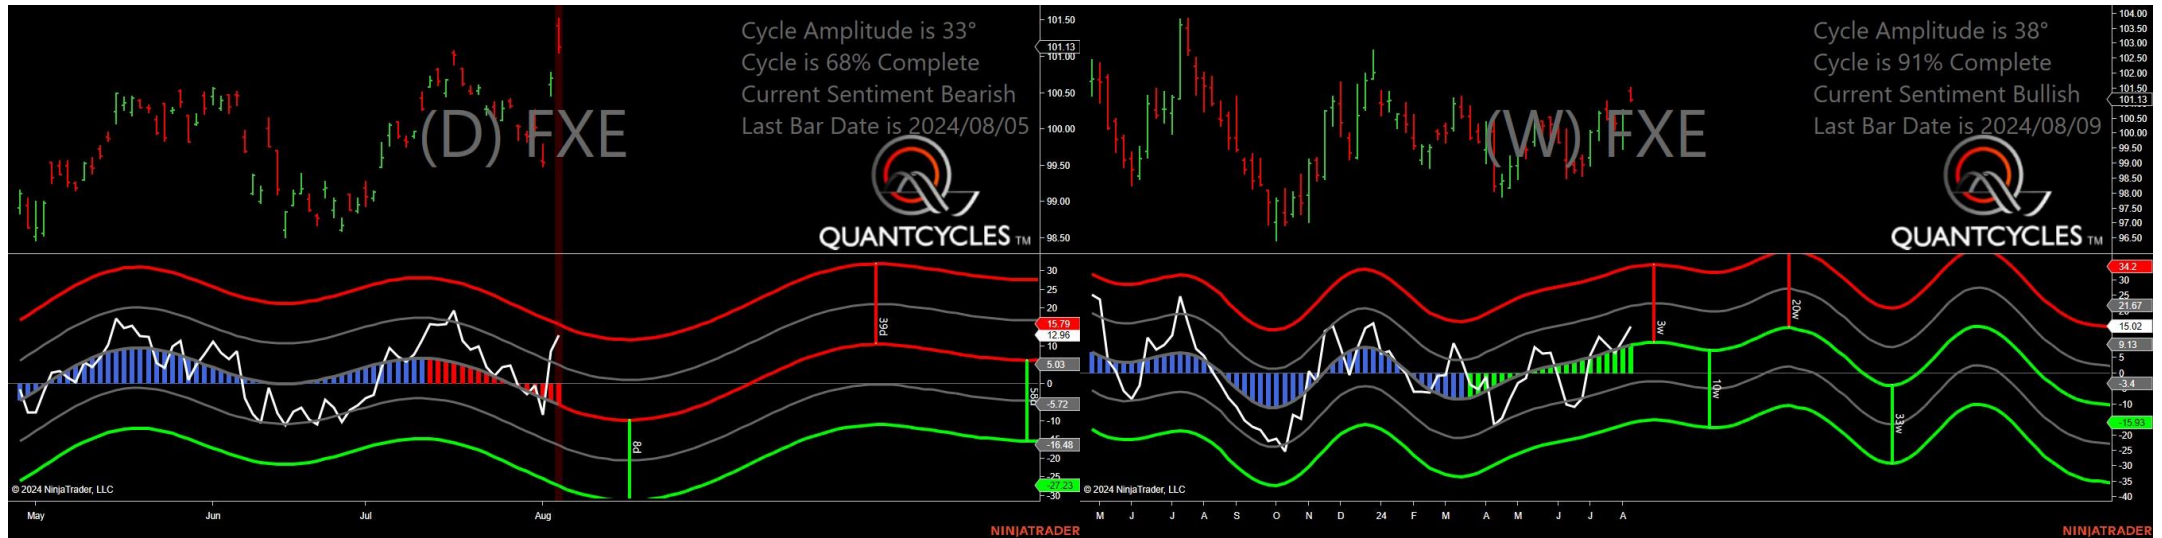 Cycle Amplitude is 33°
Cycle is 68% Complete
Current Sentiment Bearish
Last Bar Date is 2024/08/05
(D) FXE
QUANTCYCLES TM
101.50
101.13
101.00
100.50
100.00
99.50
99.00
98.50
30
25
20
15.79
12.96
10
5.03
0
-5.72
-10
-16.48
-20
-27.23
-30
39d
8d
58d
© 2024 NinjaTrader, LLC
May Jun Jul Aug
NINJATRADER
Cycle Amplitude is 38°
Cycle is 91% Complete
Current Sentiment Bullish
Last Bar Date is 2024/08/09
(W) FXE
QUANTCYCLES TM
104.00
103.50
103.00
102.50
102.00
101.50
101.13
100.50
100.00
99.50
99.00
98.50
98.00
97.50
97.00
96.50
34.2
30
25
21.67
15.02
9.13
5
0
-3.4
-10
-15.93
-20
-25
-30
-35
-40
3w
10w
20w
33w
© 2024 NinjaTrader, LLC
M J J A S O N D 24 F M A M J J A
NINJATRADER